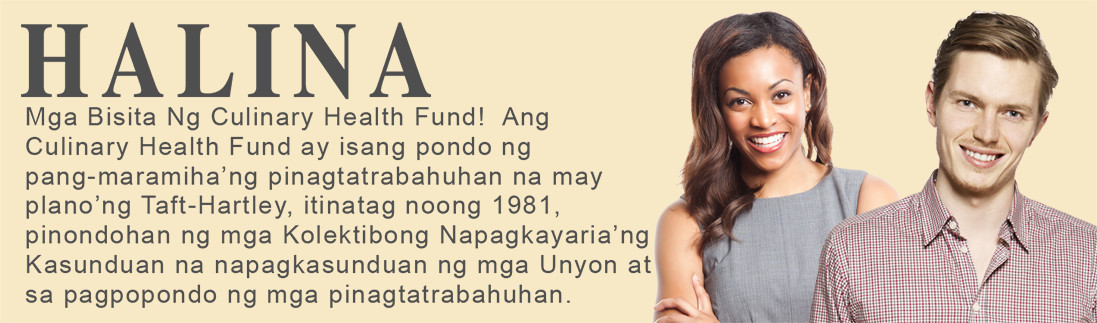 HALINA
Mga Bisita Ng Culinary Health Fund!  Ang
Culinary Health Fund ay isang pondo ng
pang-maramiha’ng pinagtatrabahuhan na may
plano’ng Taft-Hartley, itinatag noong 1981,
pinondohan ng mga Kolektibong Napagkayaria’ng
Kasunduan na napagkasunduan ng mga Unyon at
sa pagpopondo ng mga pinagtatrabahuhan.